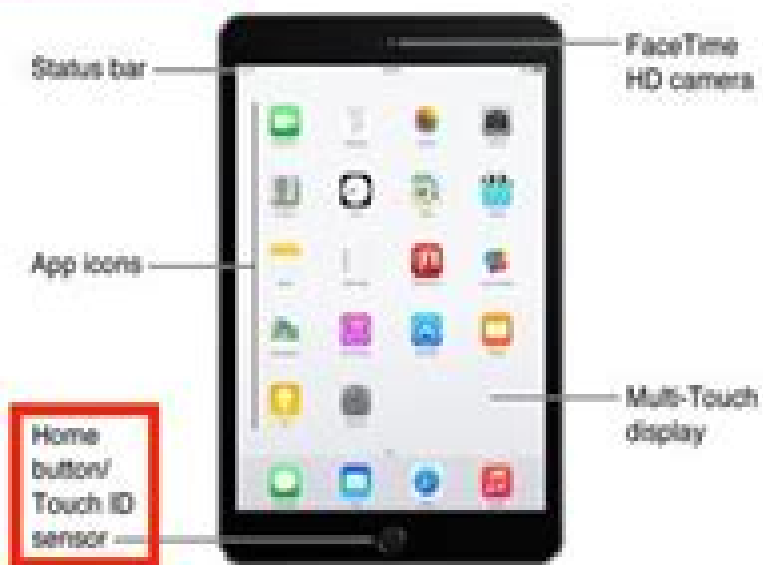 Status bar
FaceTime
HD camera
App icons
Multi-Touch
display
Home
button/
Touch ID
sensor